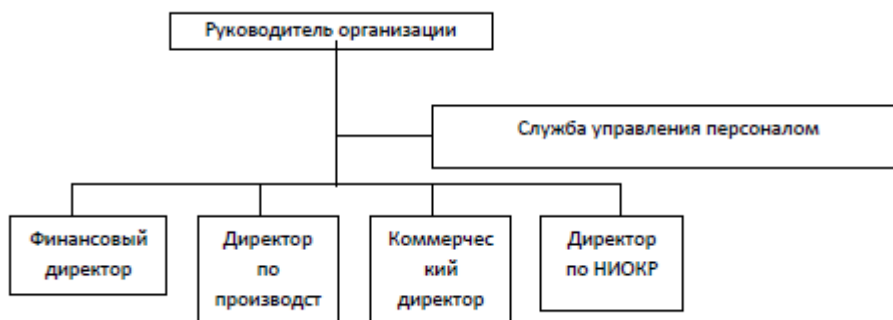 Руководитель организации
Служба управления персоналом
Финансовый
директор
Директор
по
производст
Коммерчес
кий
директор
Директор
по НИОКР